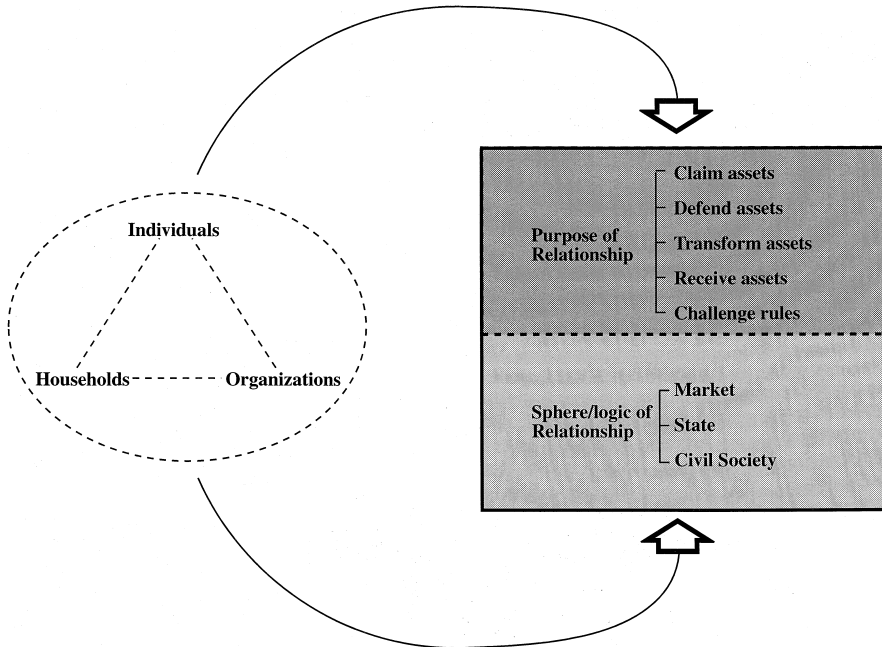 Individuals
Households
Organizations
Purpose of
Relationship
Claim assets
Defend assets
Transform assets
Receive assets
Challenge rules
Sphere/logic of
Relationship
Market
State
Civil Society